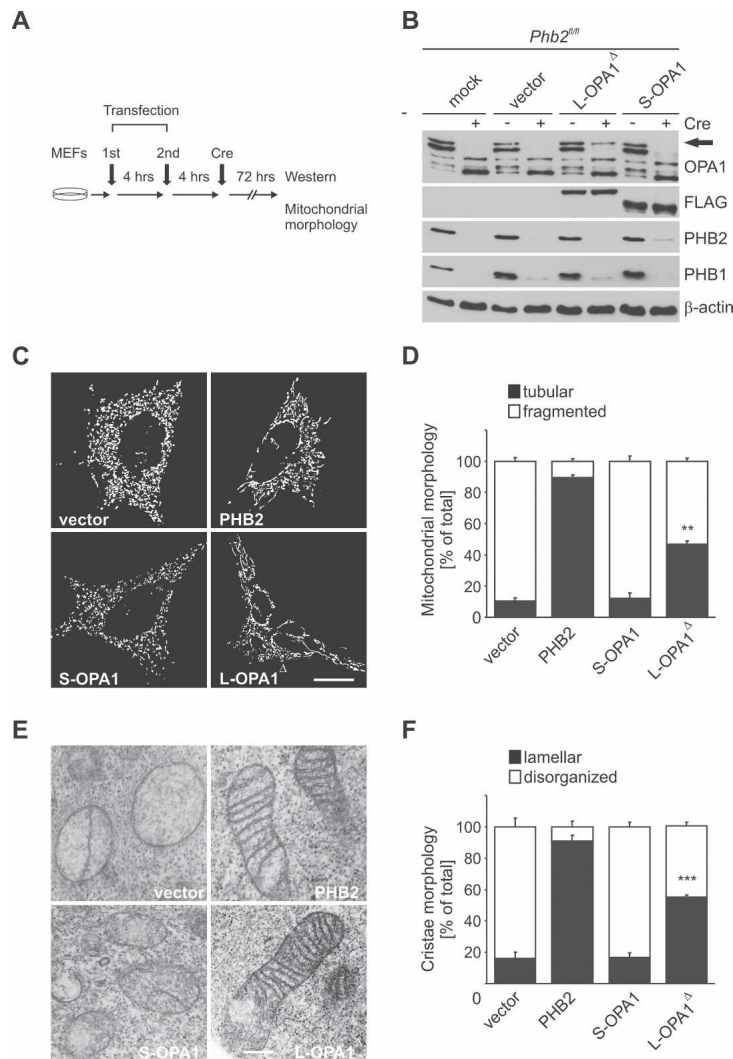 A
Transfection
MEFs 1st 2nd Cre
4 hrs 4 hrs 72 hrs Western
Mitochondrial
morphology
B
Phb2fl/fl
mock vector L-OPA1Δ S-OPA1
-
- + - + - + - + Cre
OPA1
FLAG
PHB2
PHB1
β-actin
C
vector PHB2
S-OPA1 L-OPA1Δ
D
tubular
fragmented
Mitochondrial morphology
[% of total]
100
80
60
40
20
0
**
vector PHB2 S-OPA1 L-OPA1Δ
E
vector PHB2
S-OPA1 L-OPA1
F
lamellar
disorganized
Cristae morphology
[% of total]
100
80
60
40
20
0
***
vector PHB2 S-OPA1 L-OPA1Δ